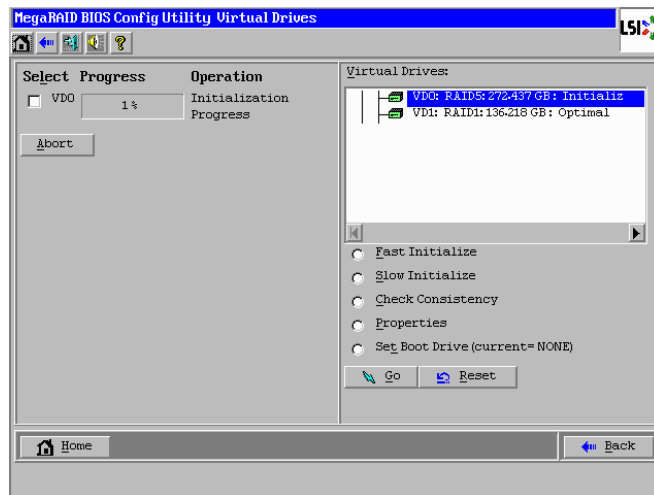 MegaRAID BIOS Config Utility Virtual Drives
LSI
Select Progress Operation
VD0 1% Initialization
Progress
Abort
Virtual Drives:
VD0: RAID5: 272.437 GB: Initializ
VD1: RAID1: 136.218 GB: Optimal
Fast Initialize
Slow Initialize
Check Consistency
Properties
Set Boot Drive (current= NONE)
Go Reset
Home Back